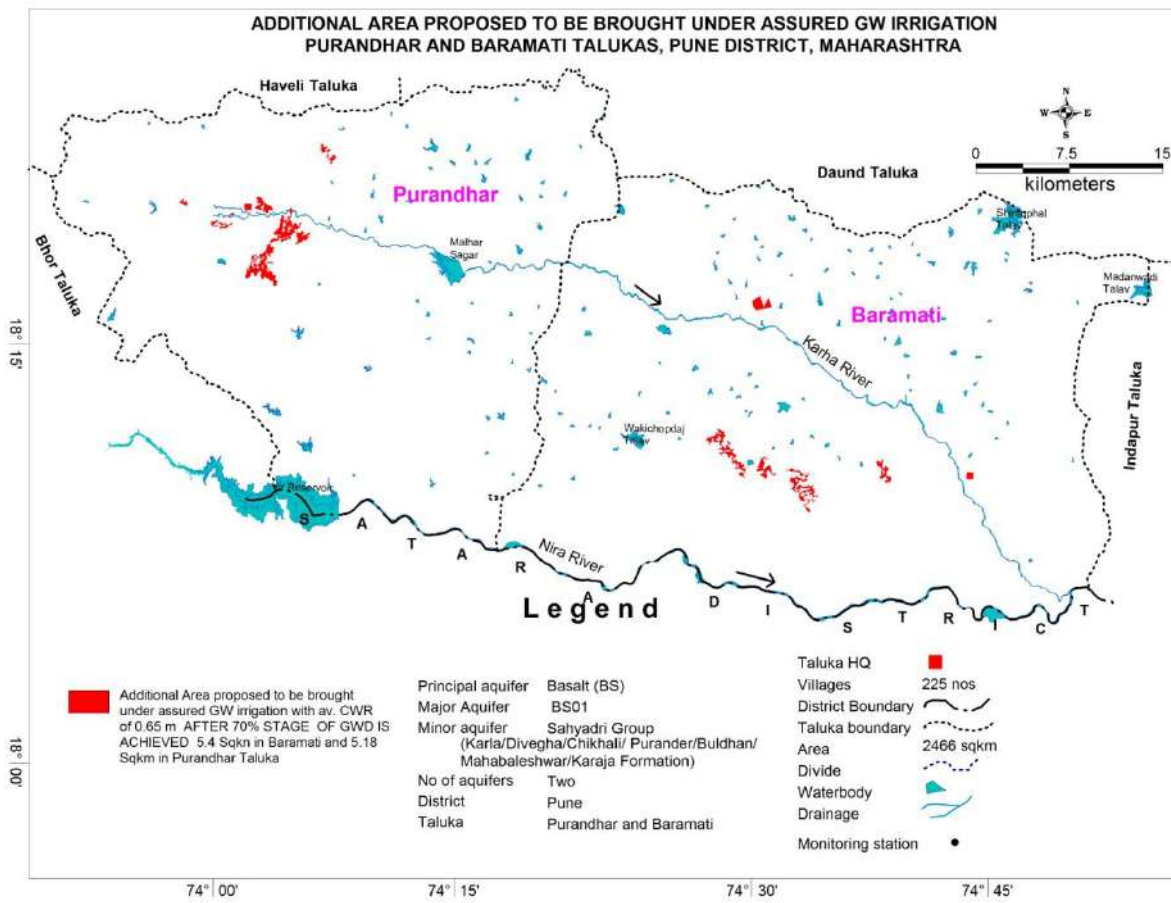 ADDITIONAL AREA PROPOSED TO BE BROUGHT UNDER ASSURED GW IRRIGATION
PURANDHAR AND BARAMATI TALUKAS, PUNE DISTRICT, MAHARASHTRA
Haveli Taluka
N
W E
S
0 7.5 15
kilometers
Daund Taluka
Purandhar
Malhar
Sagar
Bhor Taluka
Madanwadi
Talav
Baramati
18° 15'
Karha River
Indapur Taluka
Wakichopdaj
Talav
Reservoir
Nira River
S A T A R A D I S T R I C T
Legend
Additional Area proposed to be brought
under assured GW irrigation with av. CWR
of 0.65 m AFTER 70% STAGE OF GWD IS
ACHIEVED 5.4 Sqkn in Baramati and 5.18
Sqkm in Purandhar Taluka
Principal aquifer Basalt (BS)
Major Aquifer BS01
Minor aquifer Sahyadri Group
(Karla/Divegha/Chikhali/ Purander/Buldhan/
Mahabaleshwar/Karaja Formation)
No of aquifers Two
District Pune
Taluka Purandhar and Baramati
Taluka HQ
Villages 225 nos
District Boundary
Taluka boundary
Area 2466 sqkm
Divide
Waterbody
Drainage
Monitoring station
18° 00'
74° 00' 74° 15' 74° 30' 74° 45'